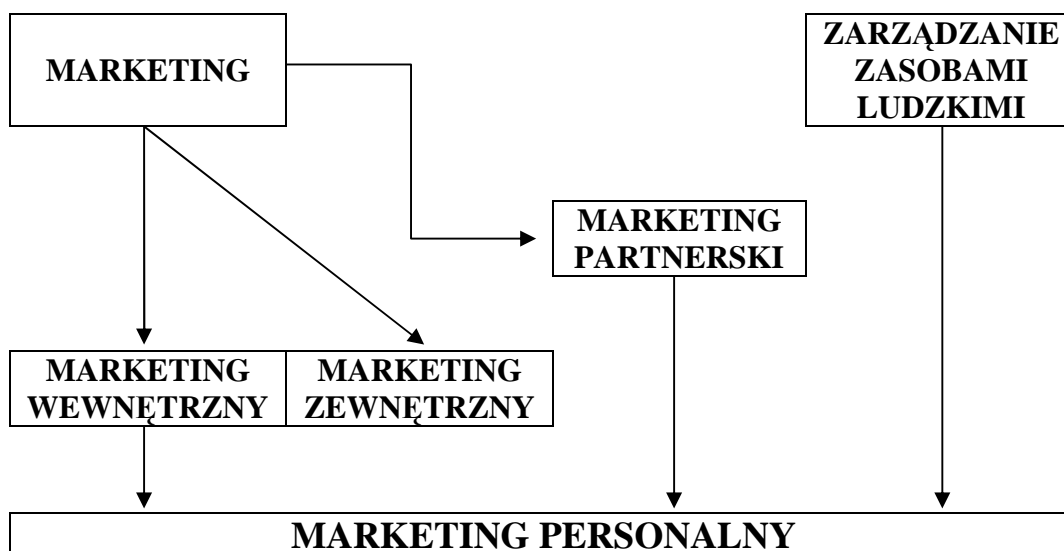 MARKETING
ZARZĄDZANIE
ZASOBAMI
LUDZKIMI
MARKETING
PARTNERSKI
MARKETING
WEWNĘTRZNY
MARKETING
ZEWNĘTRZNY
MARKETING PERSONALNY